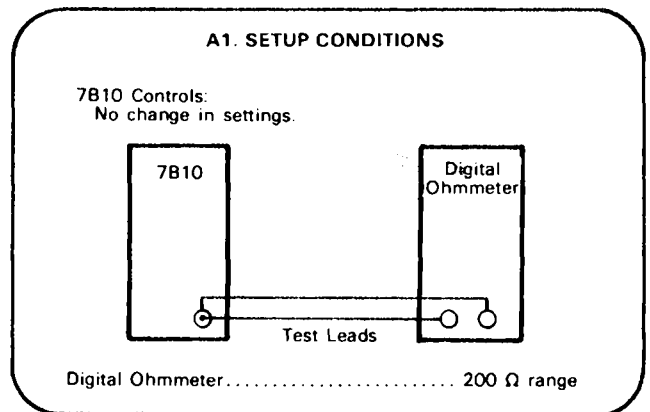 A1. SETUP CONDITIONS
7B10 Controls:
No change in settings.
7B10
Digital
Ohmmeter
Test Leads
Digital Ohmmeter.......................... 200 Ω range